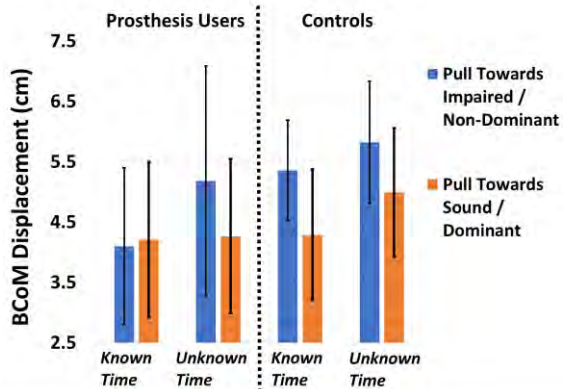 Prosthesis Users
Controls
BCoM Displacement (cm)
7.5
6.5
5.5
4.5
3.5
2.5
Known
Time
Unknown
Time
Known
Time
Unknown
Time
Pull Towards
Impaired /
Non-Dominant
Pull Towards
Sound /
Dominant